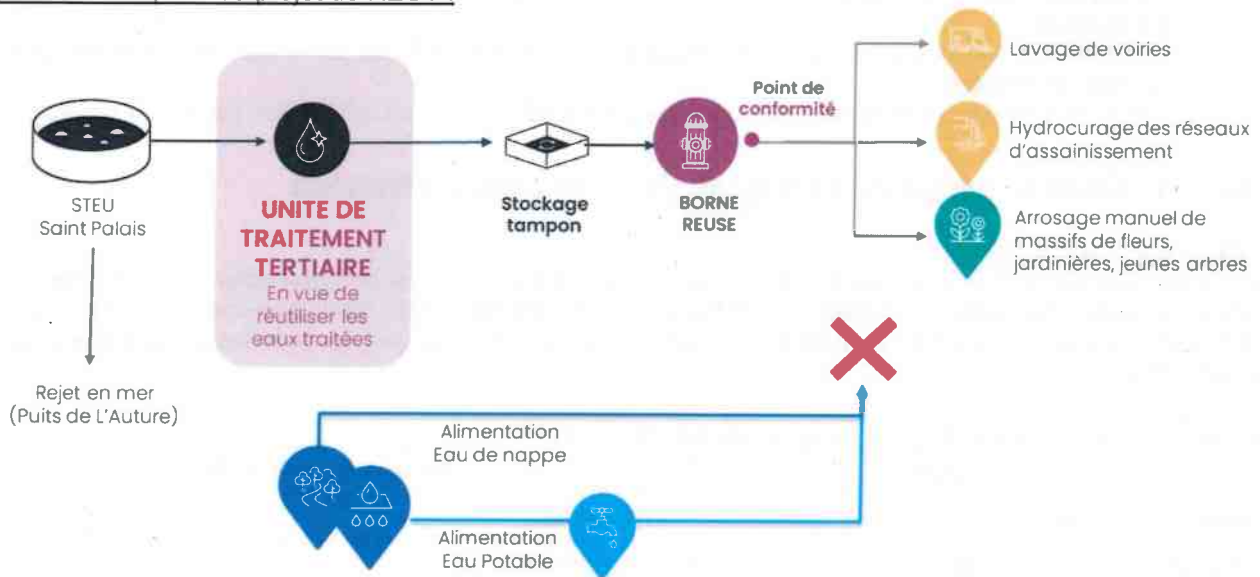 projet de
Lavage de voiries
Point de
conformité
Hydrocurage des réseaux
d'assainissement
STEU
Saint Palais
UNITE DE
TRAITEMENT
TERTIAIRE
En vue de
réutiliser les
eaux traitées
Stockage
tampon
BORNE
REUSE
Arrosage manuel de
massifs de fleurs,
jardinières, jeunes arbres
Rejet en mer
(Puits de L'Auture)
Alimentation
Eau de nappe
Alimentation
Eau Potable